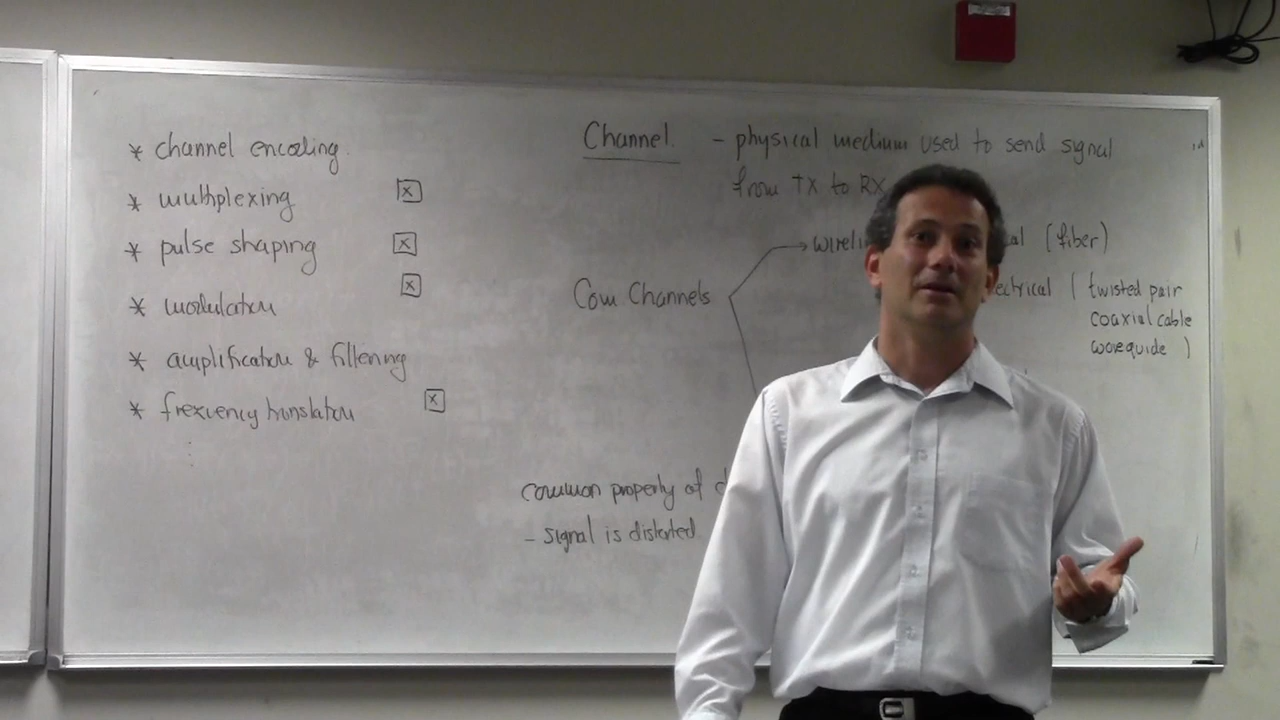 * channel encoding.
* multiplexing ☒
* pulse shaping ☒
* modulation ☒
* amplification & filtering
* frequency translation ☒
Channel. - physical medium used to send signal
from TX to RX
Com Channels
(fiber)
( twisted pair
coaxial cable
waveguide )
common property of
- signal is distorted